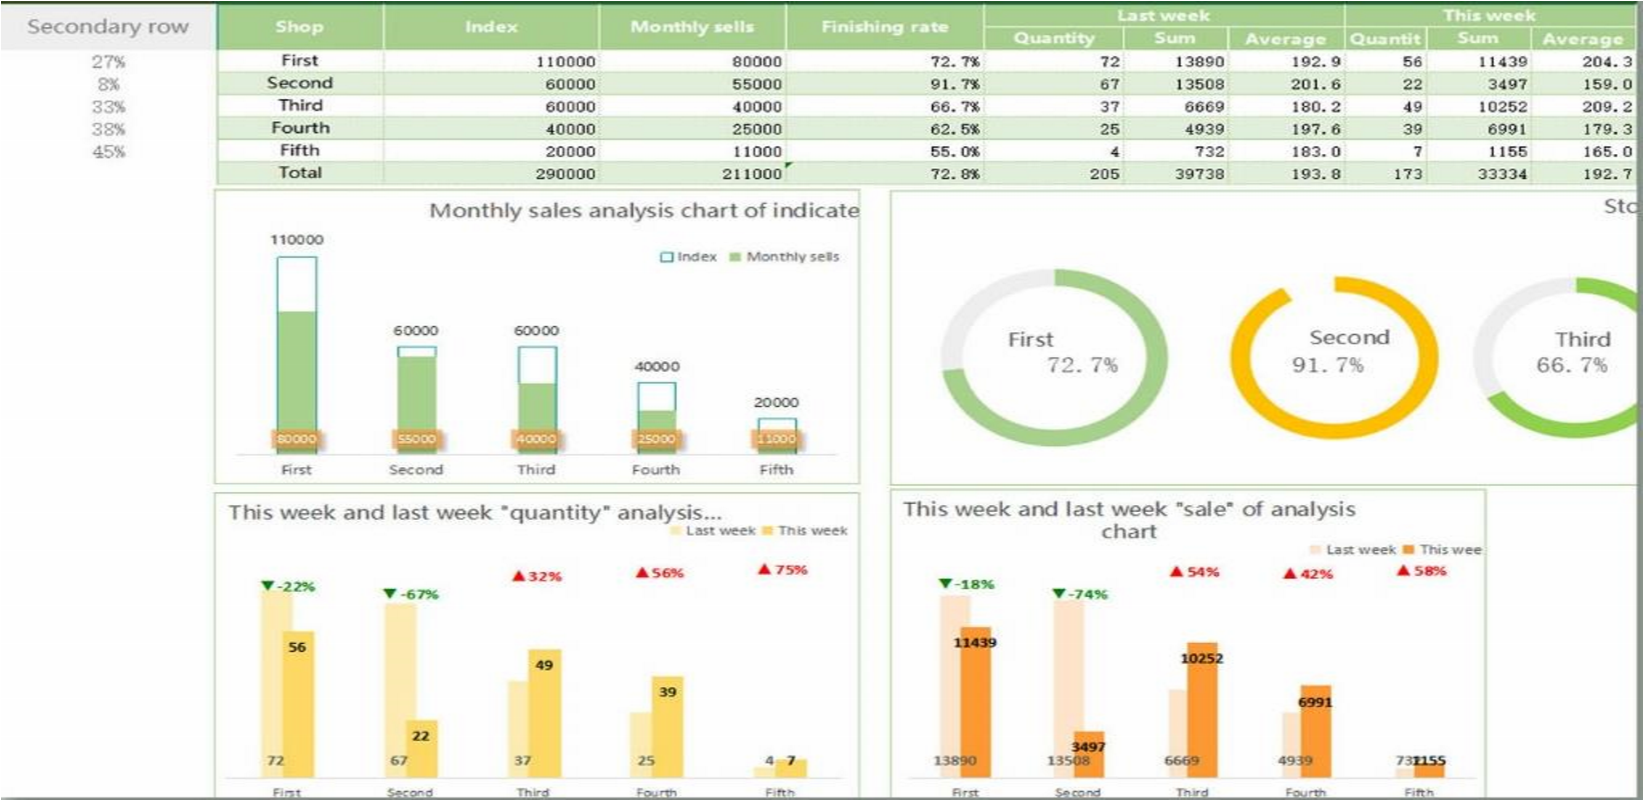 Secondary row Shop Index Monthly sells Finishing rate Last week This week
Quantity Sum Average Quantit Sum Average
27% First 110000 80000 72.7% 72 13890 192.9 56 11439 204.3
8% Second 60000 55000 91.7% 67 13508 201.6 22 3497 159.0
33% Third 60000 40000 66.7% 37 6669 180.2 49 10252 209.2
38% Fourth 40000 25000 62.5% 25 4939 197.6 39 6991 179.3
45% Fifth 20000 11000 55.0% 4 732 183.0 7 1155 165.0
Total 290000 211000 72.8% 205 39738 193.8 173 33334 192.7
Monthly sales analysis chart of indicate
Index Monthly sells
110000
60000 60000
40000
20000
80000 55000 40000 25000 11000
First Second Third Fourth Fifth
Sto
First Second Third
72.7% 91.7% 66.7%
This week and last week "quantity" analysis...
Last week This week
▼-22% ▼-67% ▲32% ▲56% ▲75%
56 22 49 39 7
72 67 37 25 4
First Second Third Fourth Fifth
This week and last week "sale" of analysis
chart
Last week This wee
▼-18% ▼-74% ▲54% ▲42% ▲58%
11439 3497 10252 6991 1155
13890 13508 6669 4939
First Second Third Fourth Fifth